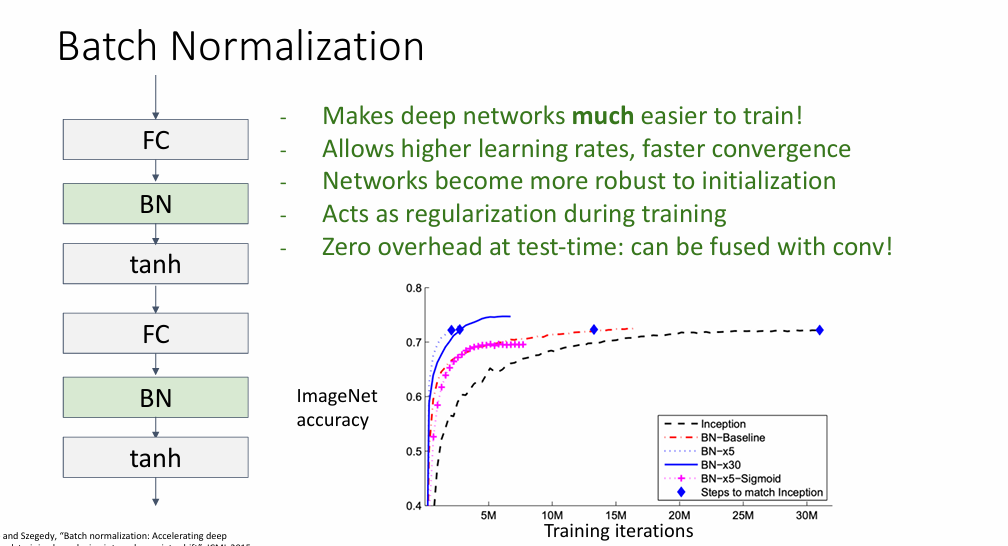 Batch Normalization
FC
BN
tanh
FC
BN
tanh
- Makes deep networks much easier to train!
- Allows higher learning rates, faster convergence
- Networks become more robust to initialization
- Acts as regularization during training
- Zero overhead at test-time: can be fused with conv!
ImageNet
accuracy
0.8
0.7
0.6
0.5
0.4
5M 10M 15M 20M 25M 30M
Inception
BN-Baseline
BN-x5
BN-x30
BN-x5-Sigmoid
Steps to match Inception
Training iterations
and Szegedy, "Batch normalization: Accelerating deep